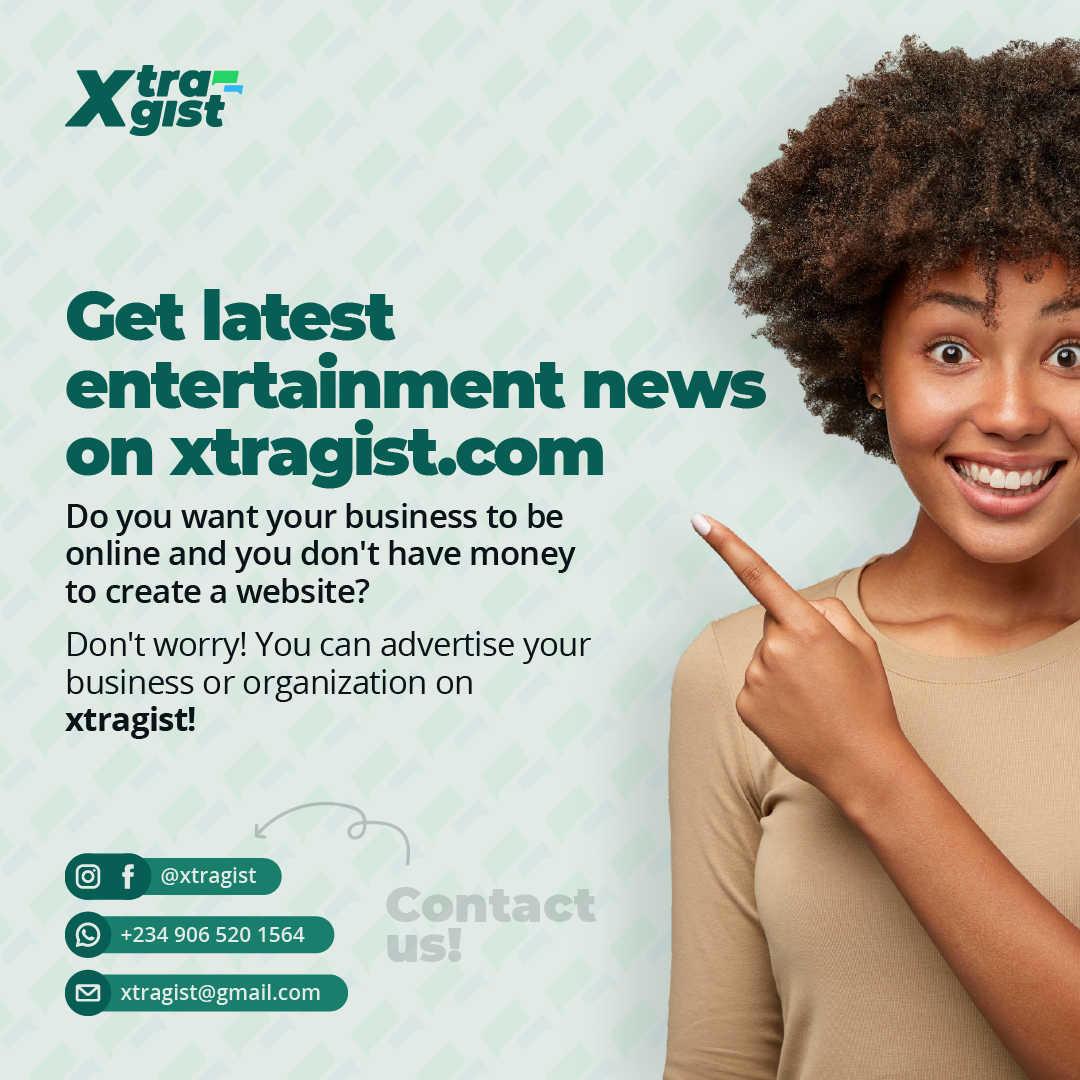 Xtra
gist
Get latest
entertainment news
on xtragist.com
Do you want your business to be
online and you don't have money
to create a website?
Don't worry! You can advertise your
business or organization on
xtragist!
@xtragist
Contact
us!
+234 906 520 1564
xtragist@gmail.com